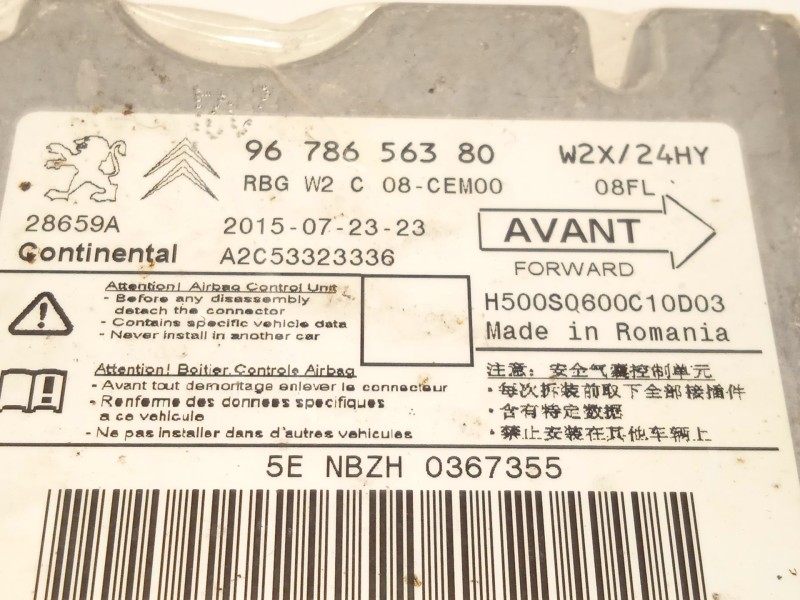 96 786 563 80 W2X/24HY
RBG W2 C 08-CEM00 08FL
28659A 2015-07-23-23 AVANT
Continental A2C53323336 FORWARD
Attention! Airbag Control Unit
- Before any disassembly
detach the connector
- Contains specific vehicle data
- Never install in another car
H500SQ600C10D03
Made in Romania
Attention! Boitier Controle Airbag
- Avant tout demontage enlever le connecteur
- Renferme des donnees specifiques
a ce vehicule
- Ne pas installer dans d'autres vehicules
注意: 安全气囊控制单元
• 每次拆装前取下全部接插件
• 含有特定数据
• 禁止安装在其他车辆上
5E NBZH 0367355